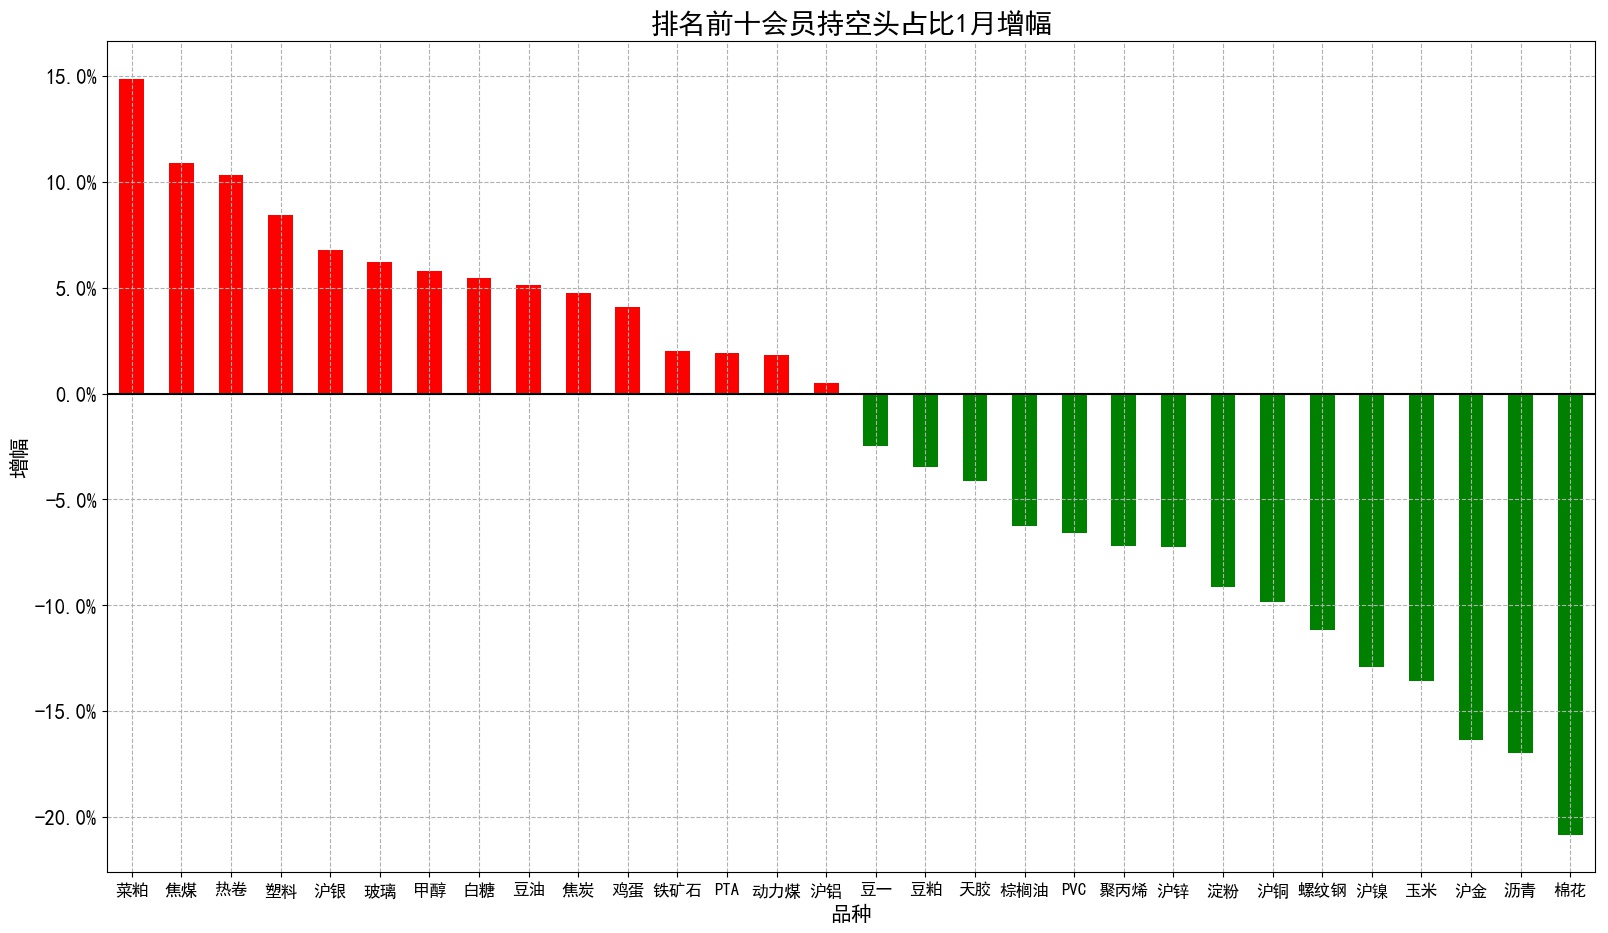 排名前十会员持空头占比1月增幅
15.0%
10.0%
5.0%
0.0%
−5.0%
−10.0%
−15.0%
−20.0%
增幅
菜粕 焦煤 热卷 塑料 沪银 玻璃 甲醇 白糖 豆油 焦炭 鸡蛋 铁矿石 PTA 动力煤 沪铝 豆一 豆粕 天胶 棕榈油 PVC 聚丙烯 沪锌 淀粉 沪铜 螺纹钢 沪镍 玉米 沪金 沥青 棉花
品种